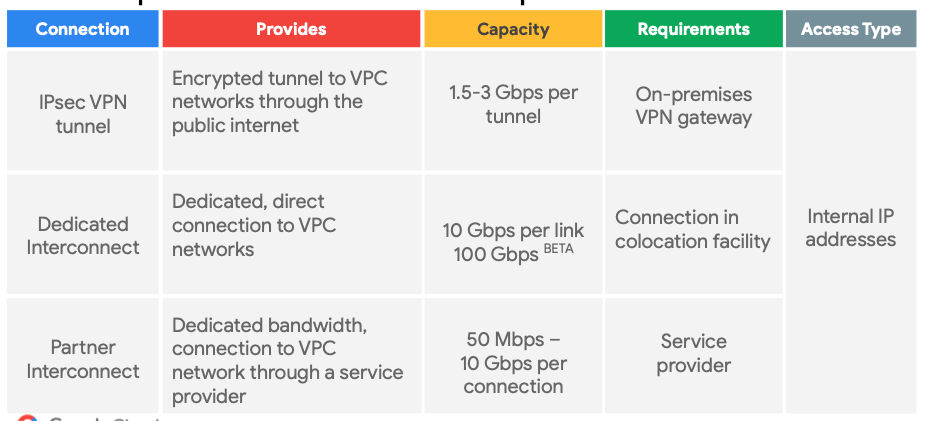 Connection
Provides
Capacity
Requirements
Access Type
IPsec VPN
tunnel
Encrypted tunnel to VPC
networks through the
public internet
1.5-3 Gbps per
tunnel
On-premises
VPN gateway
Dedicated
Interconnect
Dedicated, direct
connection to VPC
networks
10 Gbps per link
100 Gbps BETA
Connection in
colocation facility
Internal IP
addresses
Partner
Interconnect
Dedicated bandwidth,
connection to VPC
network through a service
provider
50 Mbps –
10 Gbps per
connection
Service
provider